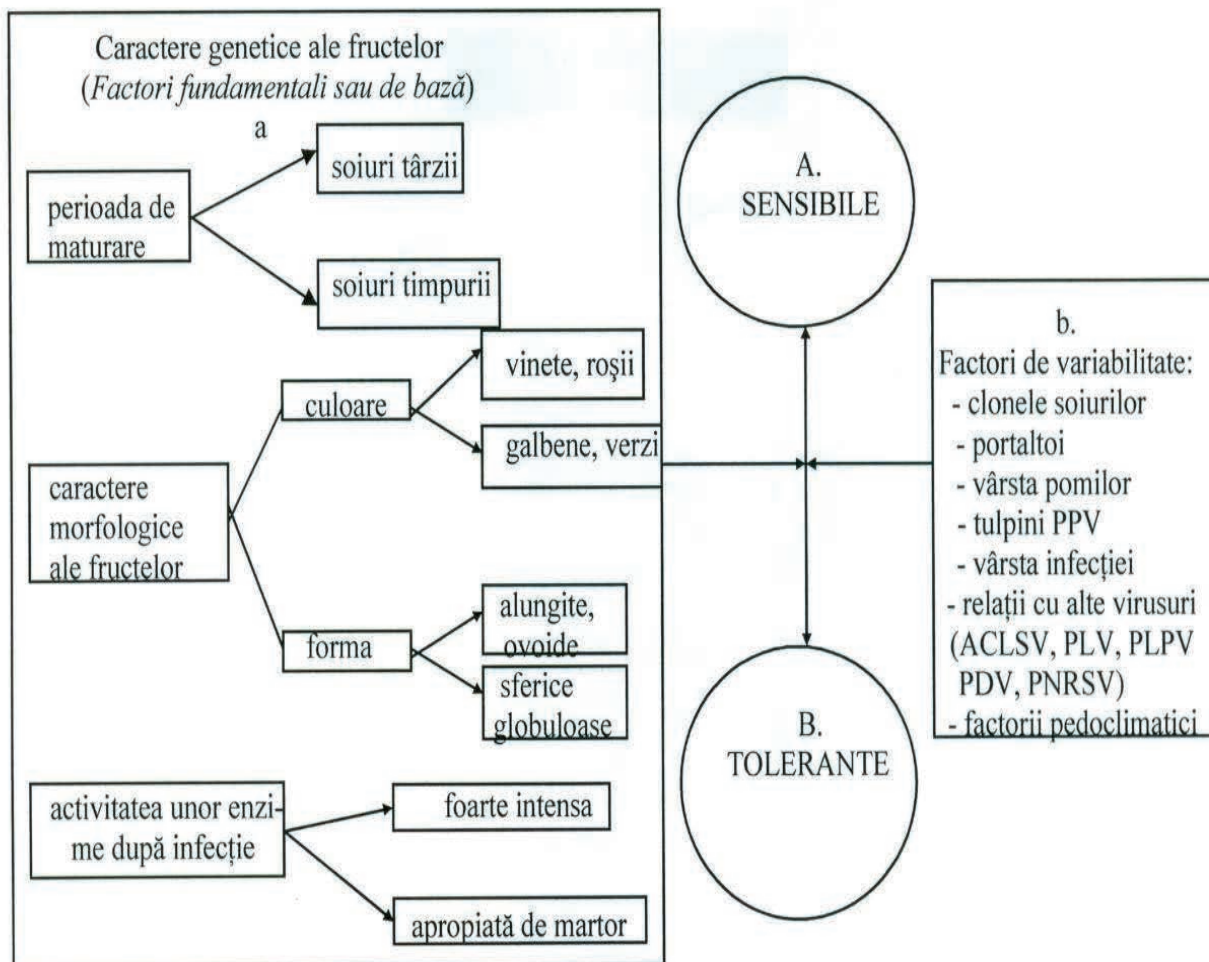 Caractere genetice ale fructelor
(Factori fundamentali sau de bază)
a
perioada de
maturare
soiuri târzii
soiuri timpurii
caractere
morfologice
ale fructelor
culoare
vinete, roşii
galbene, verzi
forma
alungite,
ovoide
sferice
globuloase
activitatea unor enzi-
me după infecție
foarte intensa
apropiată de martor
A.
SENSIBILE
B.
TOLERANTE
b.
Factori de variabilitate:
- clonele soiurilor
- portaltoi
- vârsta pomilor
- tulpini PPV
- vârsta infecției
- relații cu alte virusuri
(ACLSV, PLV, PLPV
PDV, PNRSV)
- factorii pedoclimatici